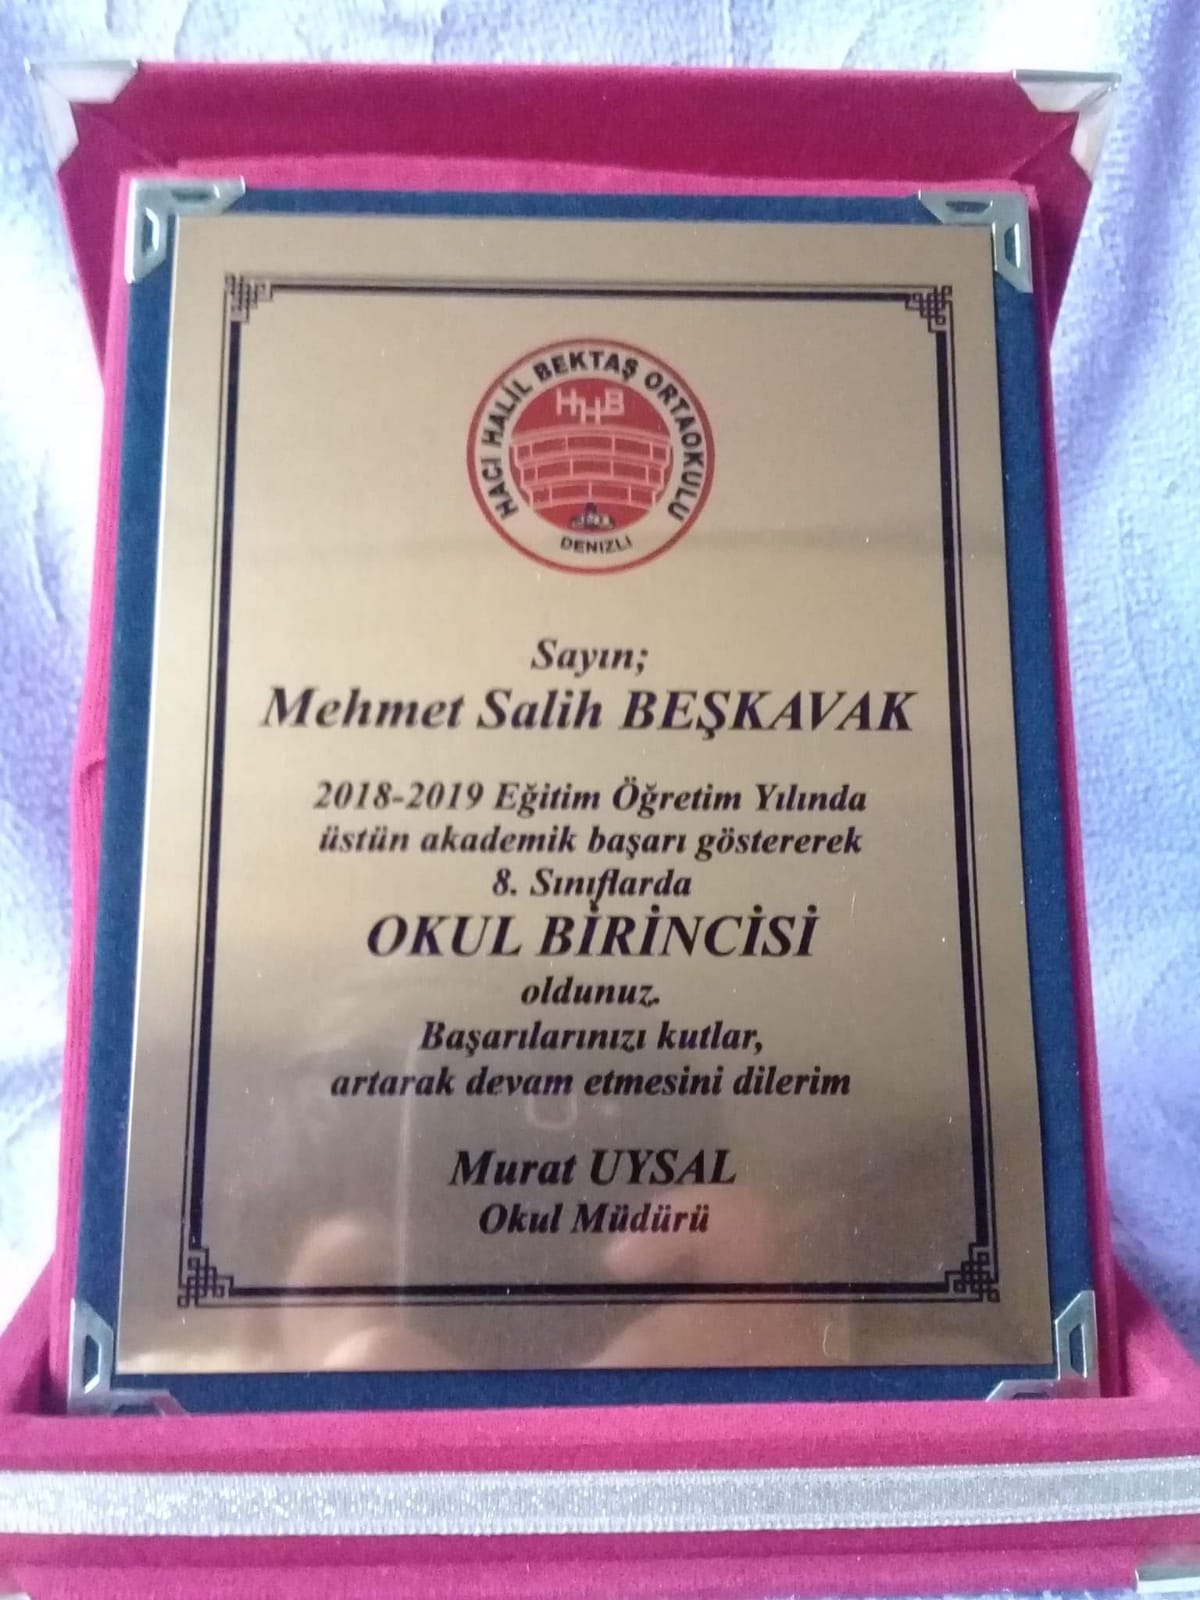 HACI HALİL BEKTAŞ ORTAOKULU
HHB
DENİZLİ
Sayın;
Mehmet Salih BEŞKAVAK
2018-2019 Eğitim Öğretim Yılında
üstün akademik başarı göstererek
8. Sınıflarda
OKUL BİRİNCİSİ
oldunuz.
Başarılarınızı kutlar,
artarak devam etmesini dilerim
Murat UYSAL
Okul Müdürü